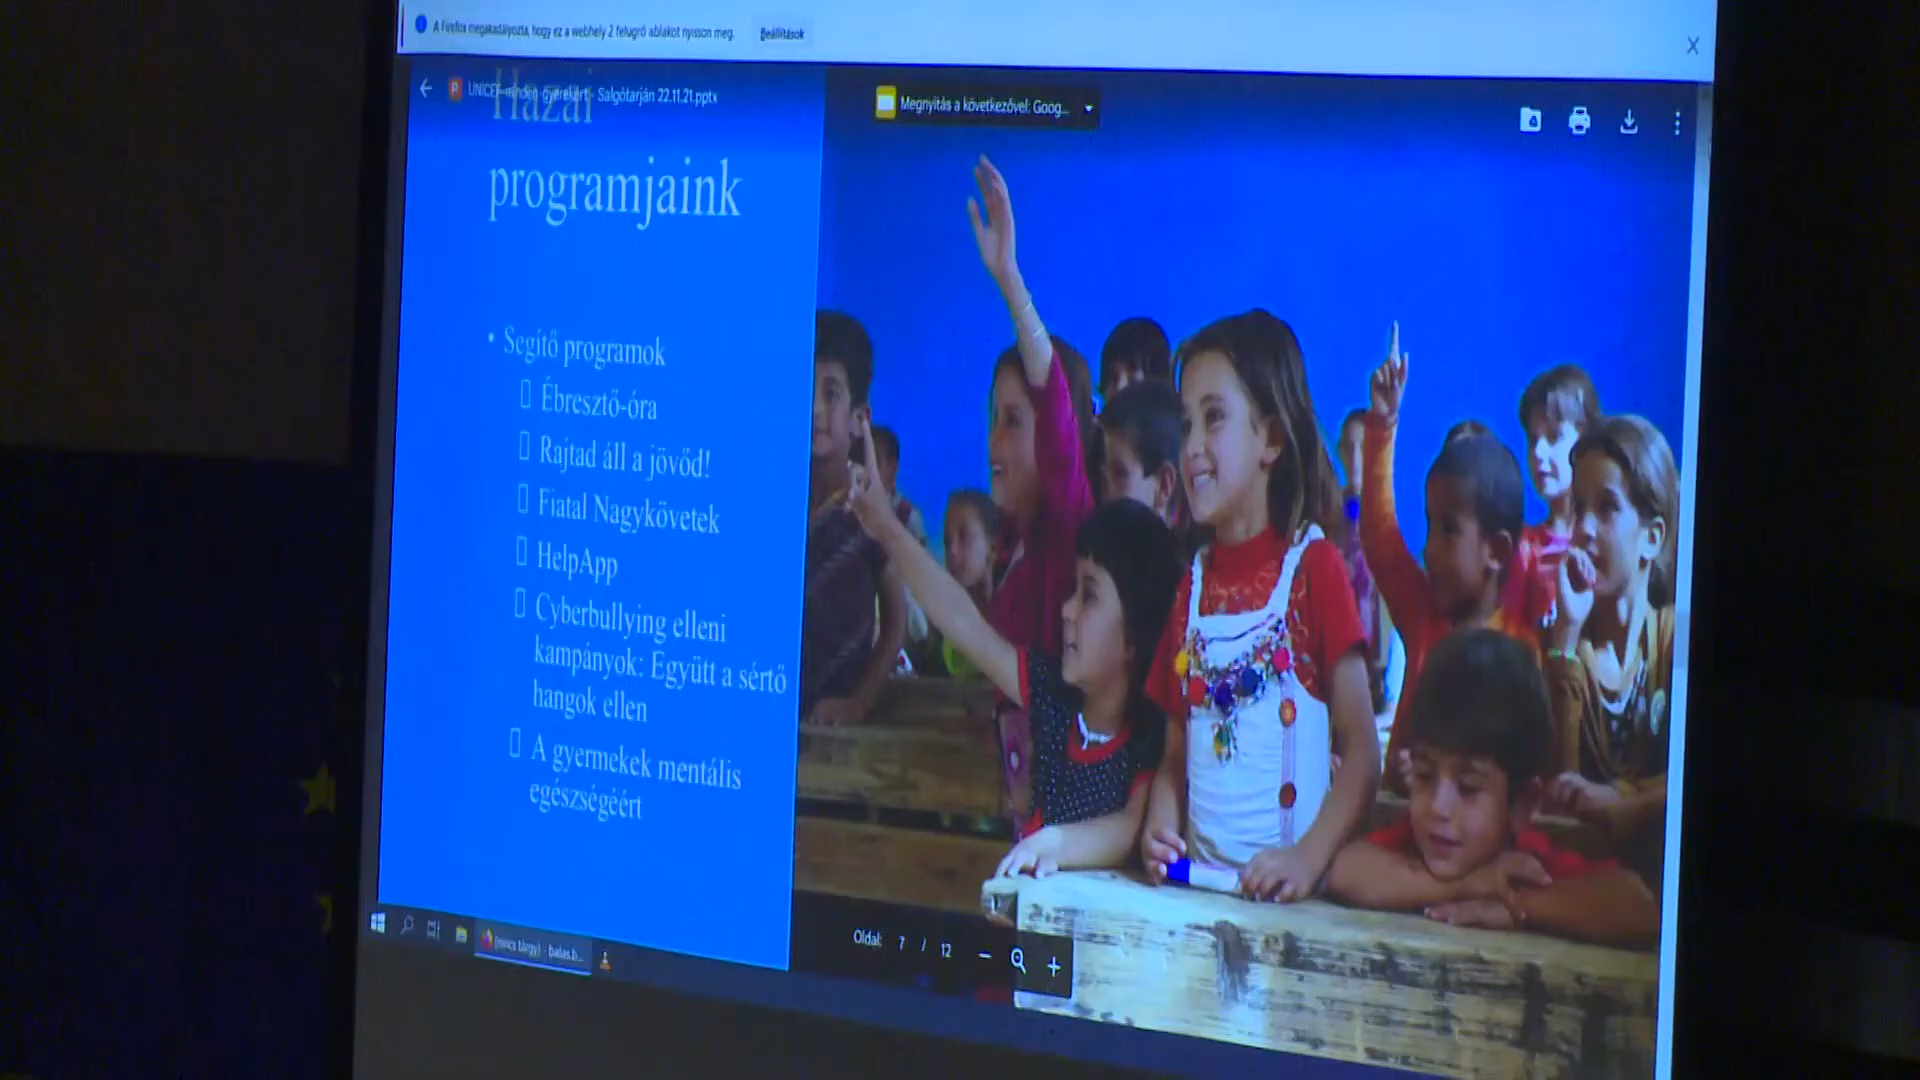 A Firefox megakadályozta, hogy ez a webhely 2 felugró ablakot nyisson meg. Beállítások
UNICEF minden gyerekért - Salgótarján 22.11.21.pptx
Megnyitás a következővel: Goog...
Hazai
programjaink
• Segítő programok
Ébresztő-óra
Rajtad áll a jövőd!
Fiatal Nagykövetek
HelpApp
Cyberbullying elleni
kampányok: Együtt a sértő
hangok ellen
A gyermekek mentális
egészségéért
Oldal: 7 / 12
(nincs tárgy) -